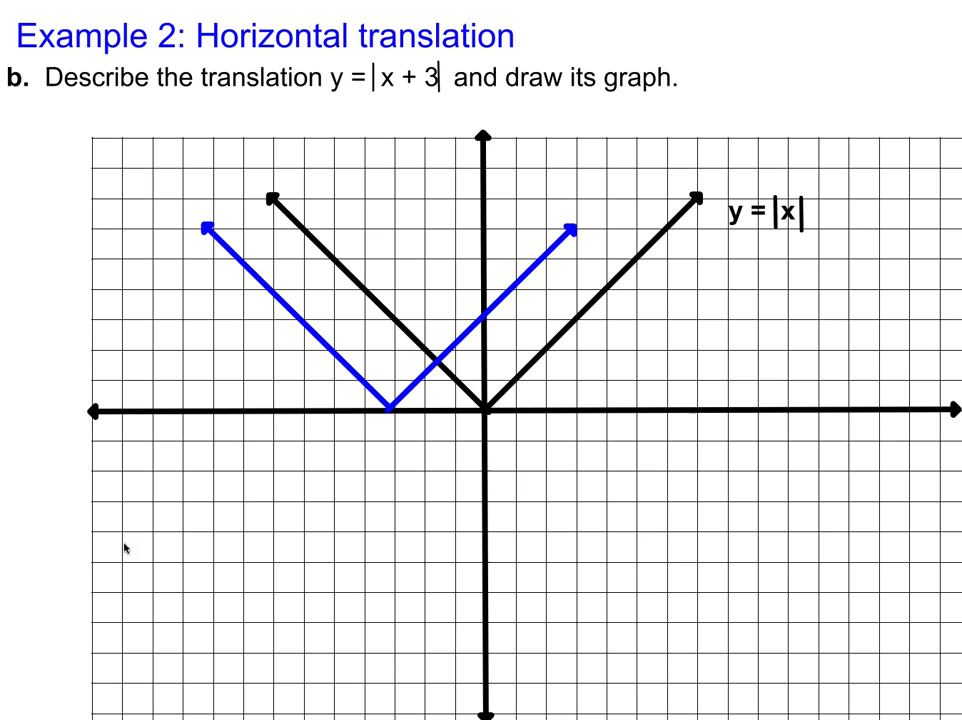 Example 2: Horizontal translation
b. Describe the translation y = |x + 3| and draw its graph.
y = |x|